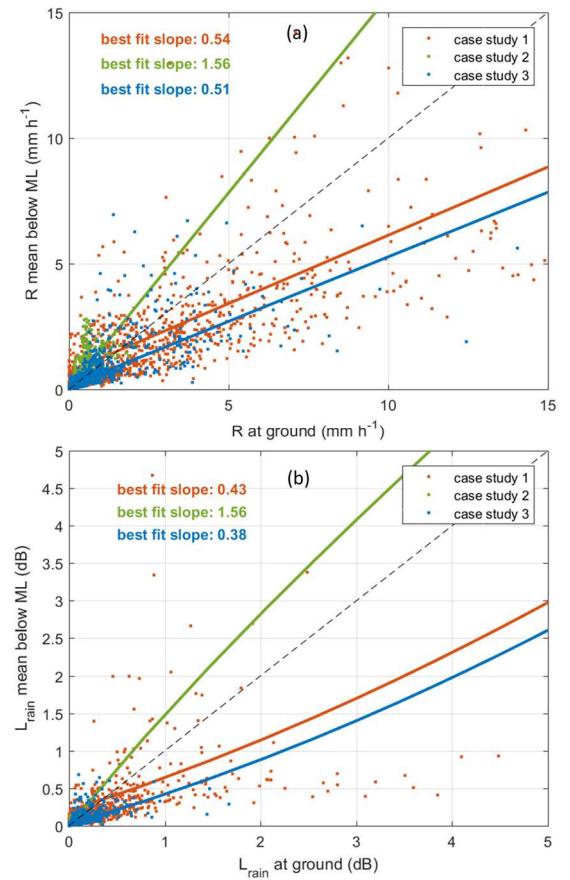 15
(a)
best fit slope: 0.54
best fit slope: 1.56
best fit slope: 0.51
case study 1
case study 2
case study 3
10
5
0
R mean below ML (mm h⁻¹)
0 5 10 15
R at ground (mm h⁻¹)
5
(b)
best fit slope: 0.43
best fit slope: 1.56
best fit slope: 0.38
case study 1
case study 2
case study 3
4.5
4
3.5
3
2.5
2
1.5
1
0.5
0
L_rain mean below ML (dB)
0 1 2 3 4 5
L_rain at ground (dB)